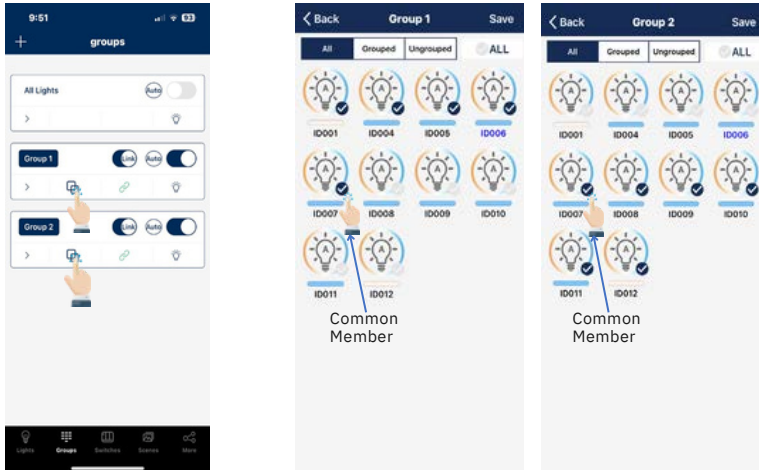 9:51
63
+ groups
All Lights Auto
>
Group 1 Link Auto
>
Group 2 Link Auto
>
Lights Groups Switches Scenes More
< Back Group 1 Save
All Grouped Ungrouped ALL
A A A A
ID001 ID004 ID005 ID006
A A A A
ID007 ID008 ID009 ID010
A A
ID011 ID012
Common
Member
< Back Group 2 Save
All Grouped Ungrouped ALL
A A A A
ID001 ID004 ID005 ID006
A A A A
ID007 ID008 ID009 ID010
A A
ID011 ID012
Common
Member